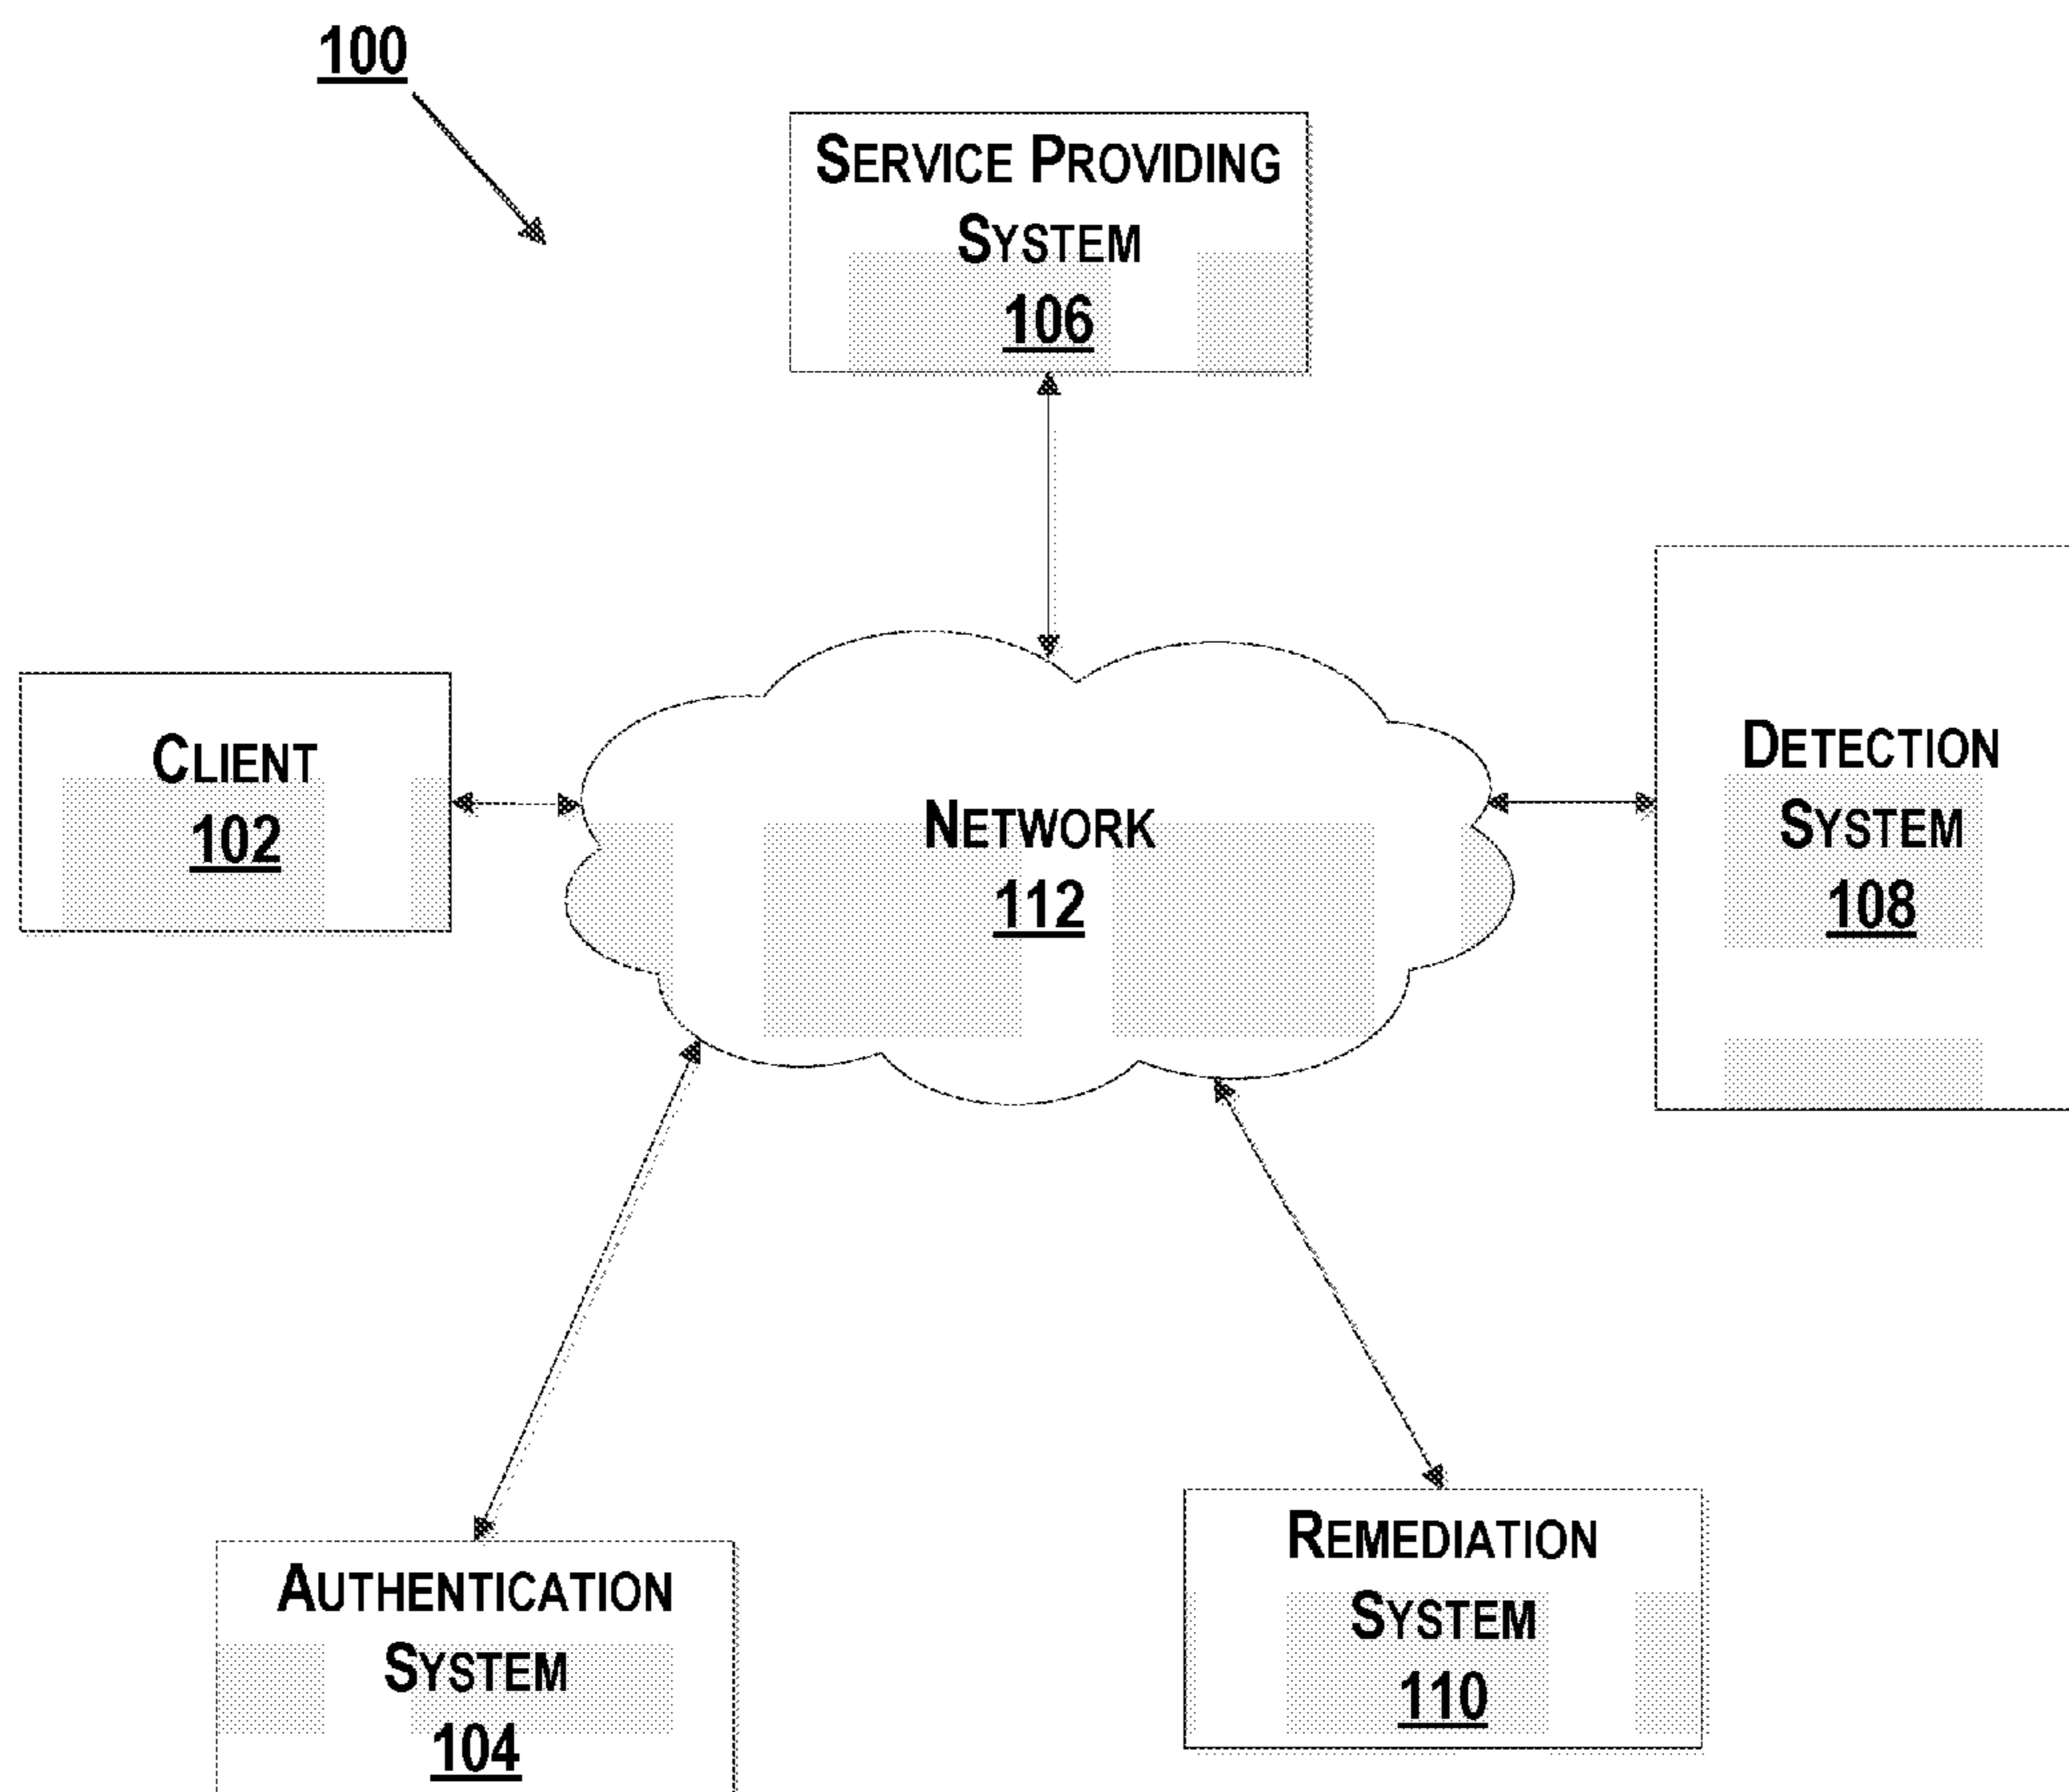 100
SERVICE PROVIDING
SYSTEM
106
CLIENT
102
NETWORK
112
DETECTION
SYSTEM
108
AUTHENTICATION
SYSTEM
104
REMEDIATION
SYSTEM
110